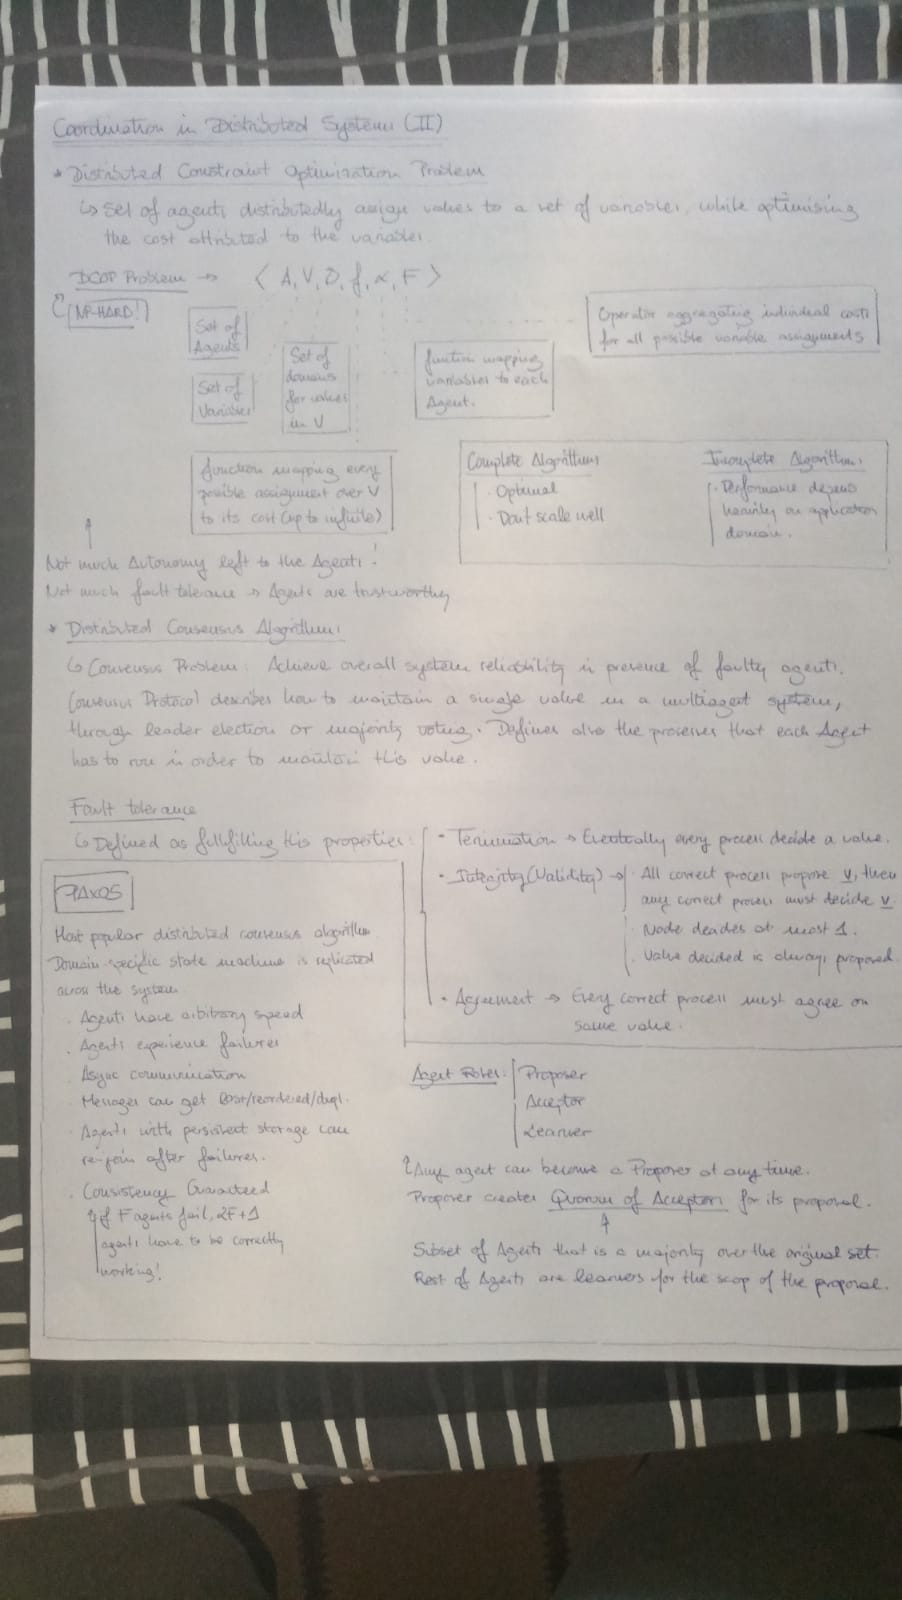 Coordination in Distributed Systems (II)
* Distributed Constraint Optimization Problem
↳ Set of agents distributedly assign values to a set of variables, while optimising
the cost attributed to the variables.
DCOP Problem → ⟨ A, V, D, f, α, F ⟩
NP-HARD!
Set of
Agents
Set of
Variables
Set of
domains
for values
in V
function mapping
variables to each
Agent.
Operator aggregating individual costs
for all possible variable assignments
function mapping every
possible assignment over V
to its cost (up to infinite)
Complete Algorithms
· Optimal
· Dont scale well
Incomplete Algorithms
· Performance depens
heavily on application
domain.
Not much Autonomy left to the Agents!
Not much fault tolerance → Agents are trustworthy
* Distributed Consensus Algorithms
↳ Consensus Problem: Achieve overall system reliability in presence of faulty agents.
Consensus Protocol describes how to maintain a single value in a multiagent system,
through leader election or majority voting. Defines also the processes that each Agent
has to run in order to maintain this value.
Fault tolerance
↳ Defined as fullfilling this properties:
· Termination → Eventually every process decide a value.
· Integrity (Validity) → · All correct process propose v, then
any correct process must decide v.
· Node decides at most 1.
· Value decided is always proposed.
· Agreement → Every correct process must agree on
same value.
PAXOS
Most popular distributed consensus algorithm
Domain-specific state machine is replicated
across the system
· Agents have arbitrary speed
· Agents experience failures
· Async communication
· Messages can get lost/reordered/dupl.
· Agents with persistent storage can
re-join after failures.
· Consistency Guaranteed
↳ if F agents fail, 2F+1
agents have to be correctly
working!
Agent Roles:
Proposer
Acceptor
Learner
Any agent can become a Proposer at any time.
Proposer creates Quorum of Acceptors for its proposal.
Subset of Agents that is a majority over the original set.
Rest of Agents are learners for the scop of the proposal.